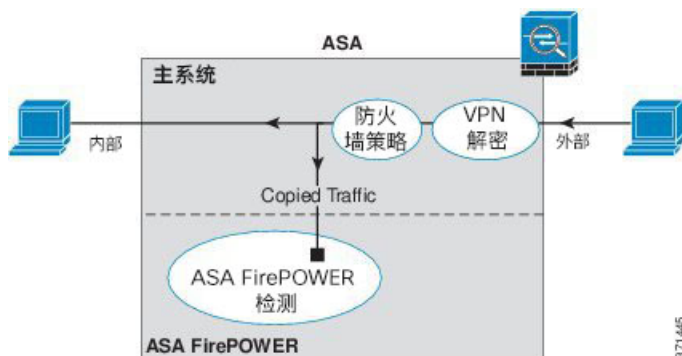 ASA
主系统
防火
墙策略
VPN
解密
内部
外部
Copied Traffic
ASA FirePOWER
检测
ASA FirePOWER
371445